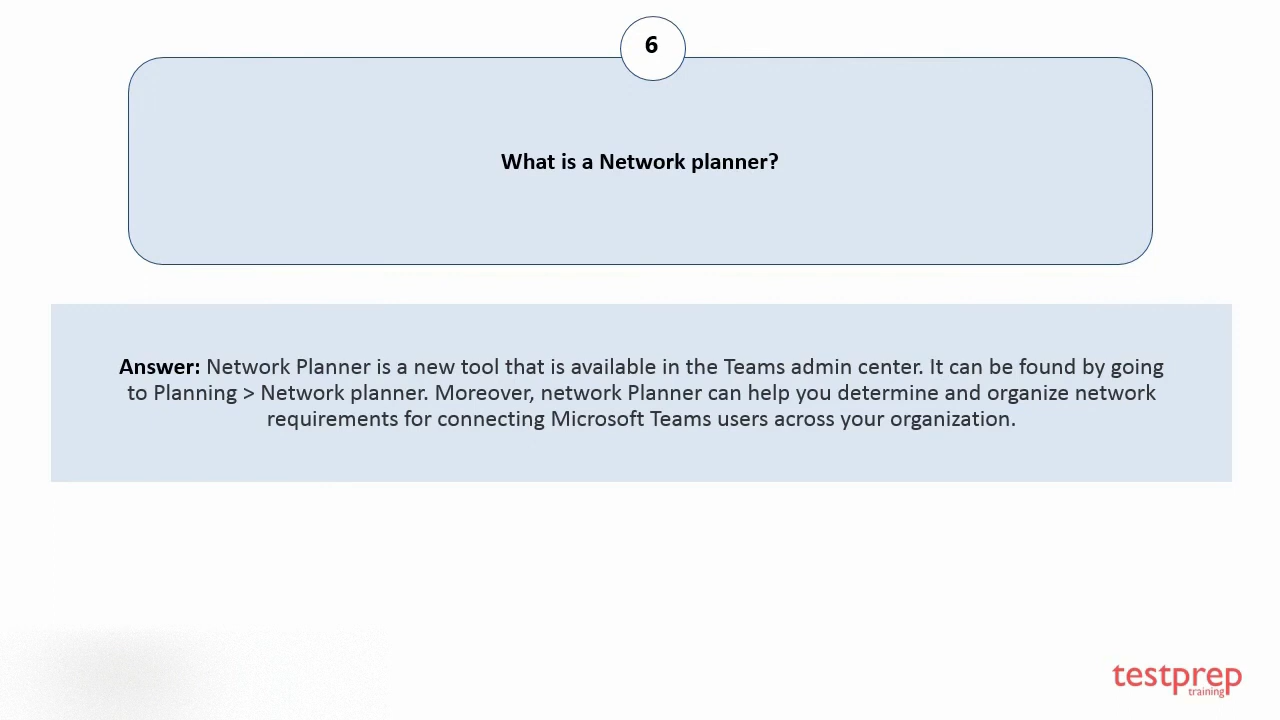 6
What is a Network planner?
Answer: Network Planner is a new tool that is available in the Teams admin center. It can be found by going
to Planning > Network planner. Moreover, network Planner can help you determine and organize network
requirements for connecting Microsoft Teams users across your organization.
testprep
training